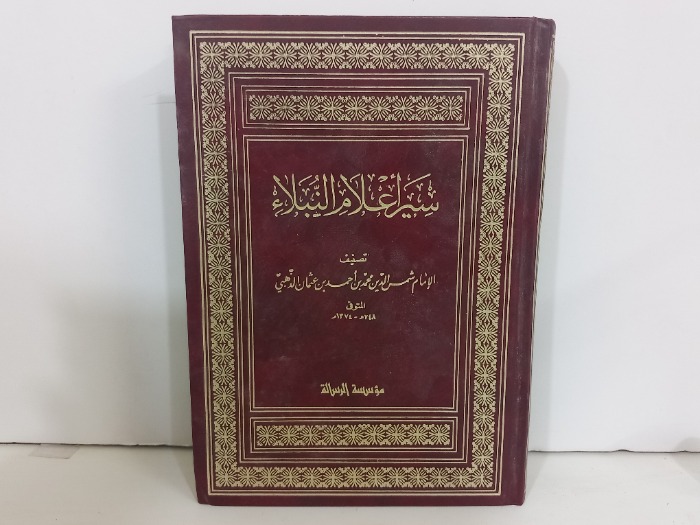 سير أعلام النبلاء
تصنيف
الإمام شمس الدين محمد بن أحمد بن عثمان الذهبي
المتوفى
٧٤٨هـ - ١٣٧٤م
مؤسسة الرسالة